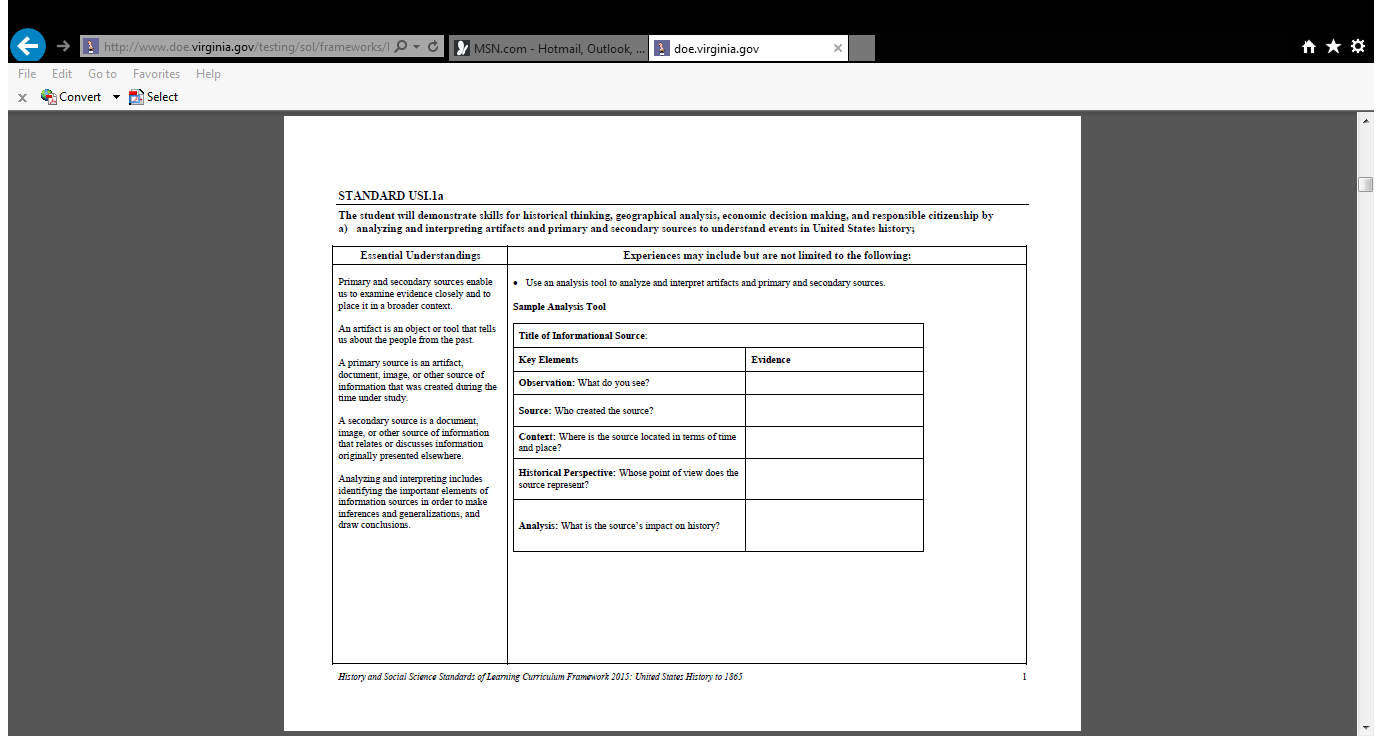 http://www.doe.virginia.gov/testing/sol/frameworks/
MSN.com - Hotmail, Outlook, ...
doe.virginia.gov
File Edit Go to Favorites Help
x Convert Select
STANDARD USI.1a
The student will demonstrate skills for historical thinking, geographical analysis, economic decision making, and responsible citizenship by
a) analyzing and interpreting artifacts and primary and secondary sources to understand events in United States history;
Essential Understandings
Primary and secondary sources enable
us to examine evidence closely and to
place it in a broader context.
An artifact is an object or tool that tells
us about the people from the past.
A primary source is an artifact,
document, image, or other source of
information that was created during the
time under study.
A secondary source is a document,
image, or other source of information
that relates or discusses information
originally presented elsewhere.
Analyzing and interpreting includes
identifying the important elements of
information sources in order to make
inferences and generalizations, and
draw conclusions.
Experiences may include but are not limited to the following:
• Use an analysis tool to analyze and interpret artifacts and primary and secondary sources.
Sample Analysis Tool
Title of Informational Source:
Key Elements
Evidence
Observation: What do you see?
Source: Who created the source?
Context: Where is the source located in terms of time
and place?
Historical Perspective: Whose point of view does the
source represent?
Analysis: What is the source's impact on history?
History and Social Science Standards of Learning Curriculum Framework 2015: United States History to 1865 1